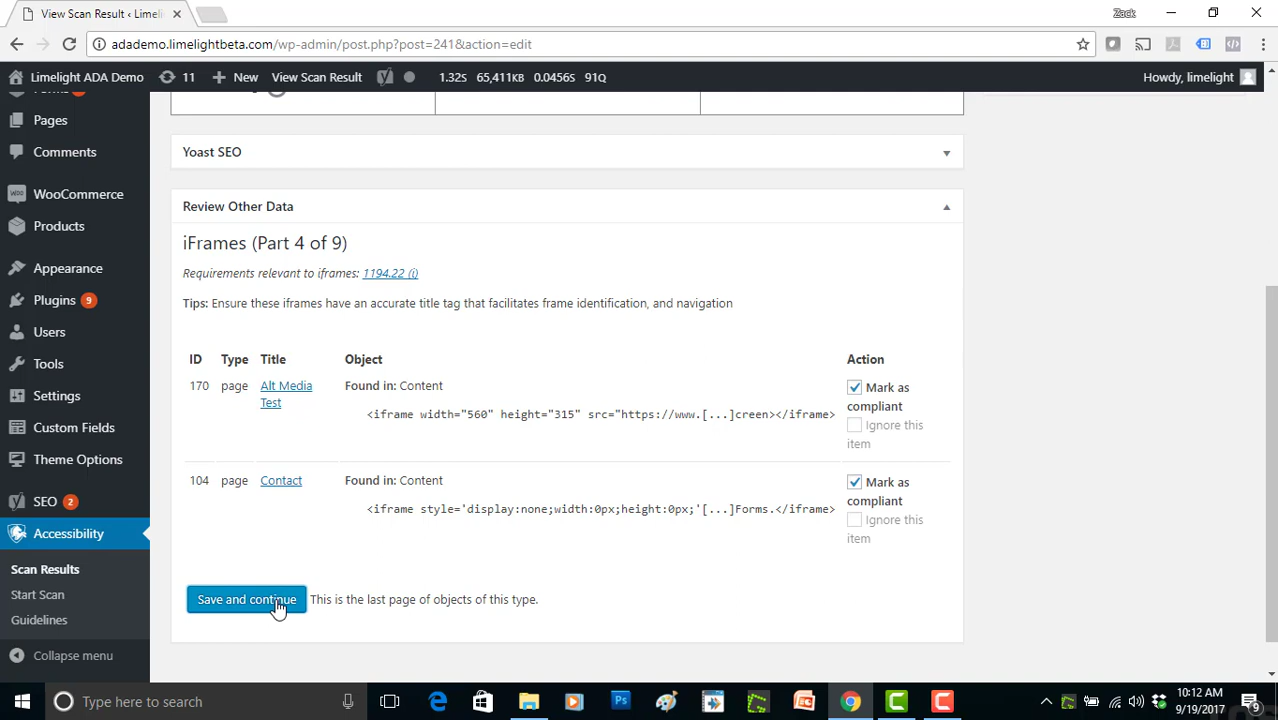 View Scan Result ‹ Limeli
Zack
adademo.limelightbeta.com/wp-admin/post.php?post=241&action=edit
Limelight ADA Demo 11 New View Scan Result 1.32S 65,411KB 0.0456S 91Q Howdy, limelight
Pages
Comments
WooCommerce
Products
Appearance
Plugins 9
Users
Tools
Settings
Custom Fields
Theme Options
SEO 2
Accessibility
Scan Results
Start Scan
Guidelines
Collapse menu
Yoast SEO
Review Other Data
iFrames (Part 4 of 9)
Requirements relevant to iframes: 1194.22 (i)
Tips: Ensure these iframes have an accurate title tag that facilitates frame identification, and navigation
ID Type Title Object Action
170 page Alt Media Test Found in: Content
<iframe width="560" height="315" src="https://www.[...]creen></iframe>
Mark as compliant
Ignore this item
104 page Contact Found in: Content
<iframe style='display:none;width:0px;height:0px;'[...]Forms.</iframe>
Mark as compliant
Ignore this item
Save and continue This is the last page of objects of this type.
Type here to search
10:12 AM
9/19/2017